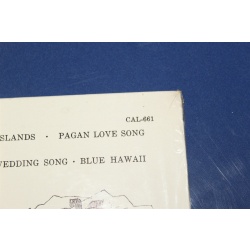 CAL-661
SLANDS · PAGAN LOVE SONG
WEDDING SONG · BLUE HAWAII